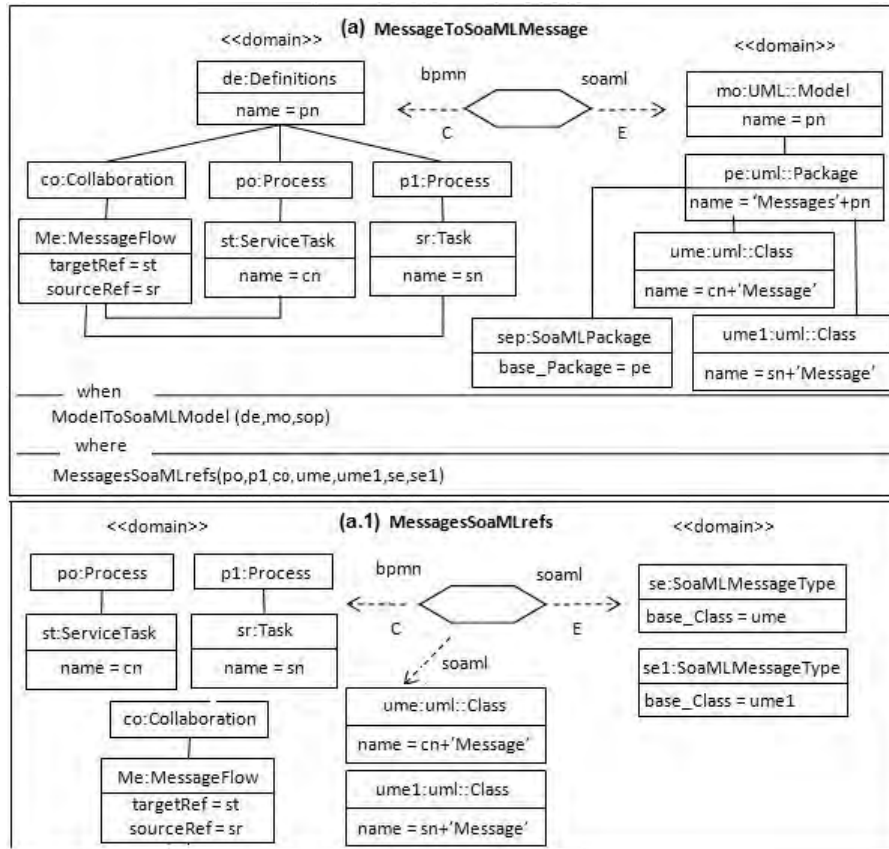 (a) MessageToSoaMLMessage
<<domain>>
<<domain>>
de:Definitions
name = pn
bpmn
soaml
C
E
mo:UML::Model
name = pn
co:Collaboration
po:Process
p1:Process
pe:uml::Package
name = 'Messages'+pn
Me:MessageFlow
targetRef = st
sourceRef = sr
st:ServiceTask
name = cn
sr:Task
name = sn
ume:uml::Class
name = cn+'Message'
sep:SoaMLPackage
base_Package = pe
ume1:uml::Class
name = sn+'Message'
when
ModelToSoaMLModel (de,mo,sop)
where
MessagesSoaMLrefs(po,p1,co,ume,ume1,se,se1)
(a.1) MessagesSoaMLrefs
<<domain>>
<<domain>>
po:Process
p1:Process
bpmn
soaml
C
E
soaml
se:SoaMLMessageType
base_Class = ume
st:ServiceTask
name = cn
sr:Task
name = sn
se1:SoaMLMessageType
base_Class = ume1
co:Collaboration
ume:uml::Class
name = cn+'Message'
Me:MessageFlow
targetRef = st
sourceRef = sr
ume1:uml::Class
name = sn+'Message'